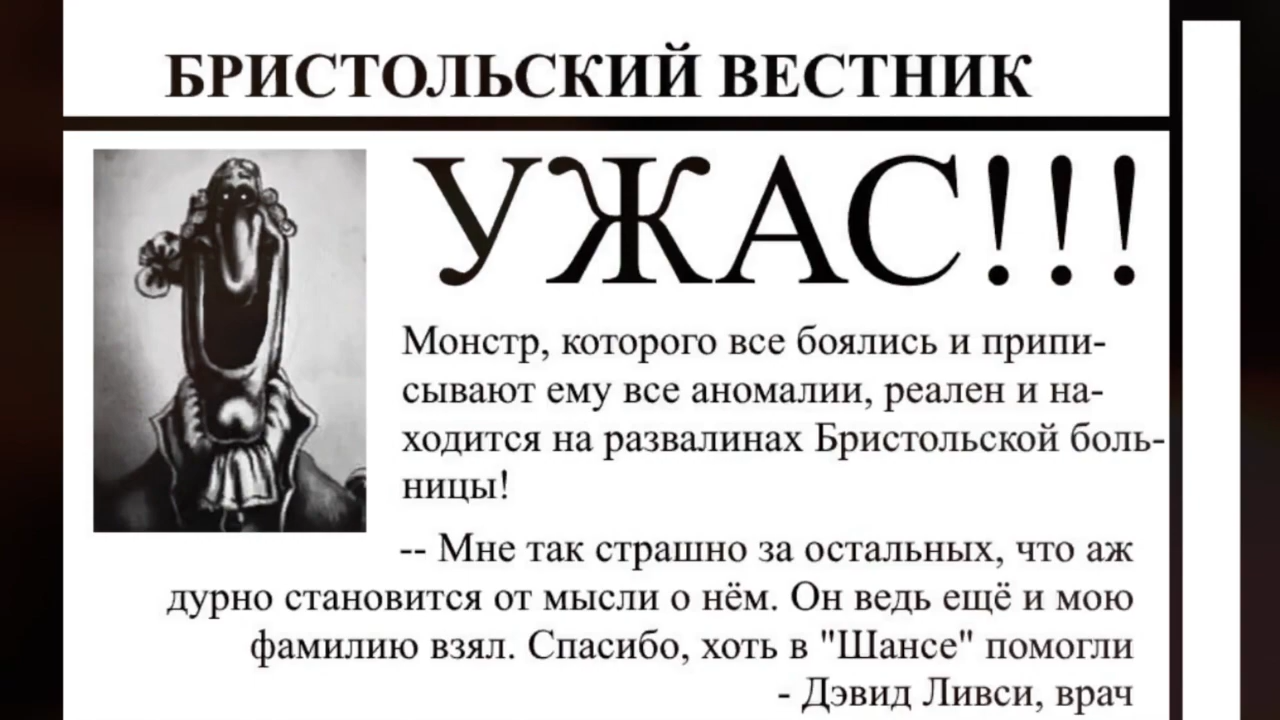 БРИСТОЛЬСКИЙ ВЕСТНИК
УЖАС!!!
Монстр, которого все боялись и припи-
сывают ему все аномалии, реален и на-
ходится на развалинах Бристольской боль-
ницы!
-- Мне так страшно за остальных, что аж
дурно становится от мысли о нём. Он ведь ещё и мою
фамилию взял. Спасибо, хоть в "Шансе" помогли
- Дэвид Ливси, врач